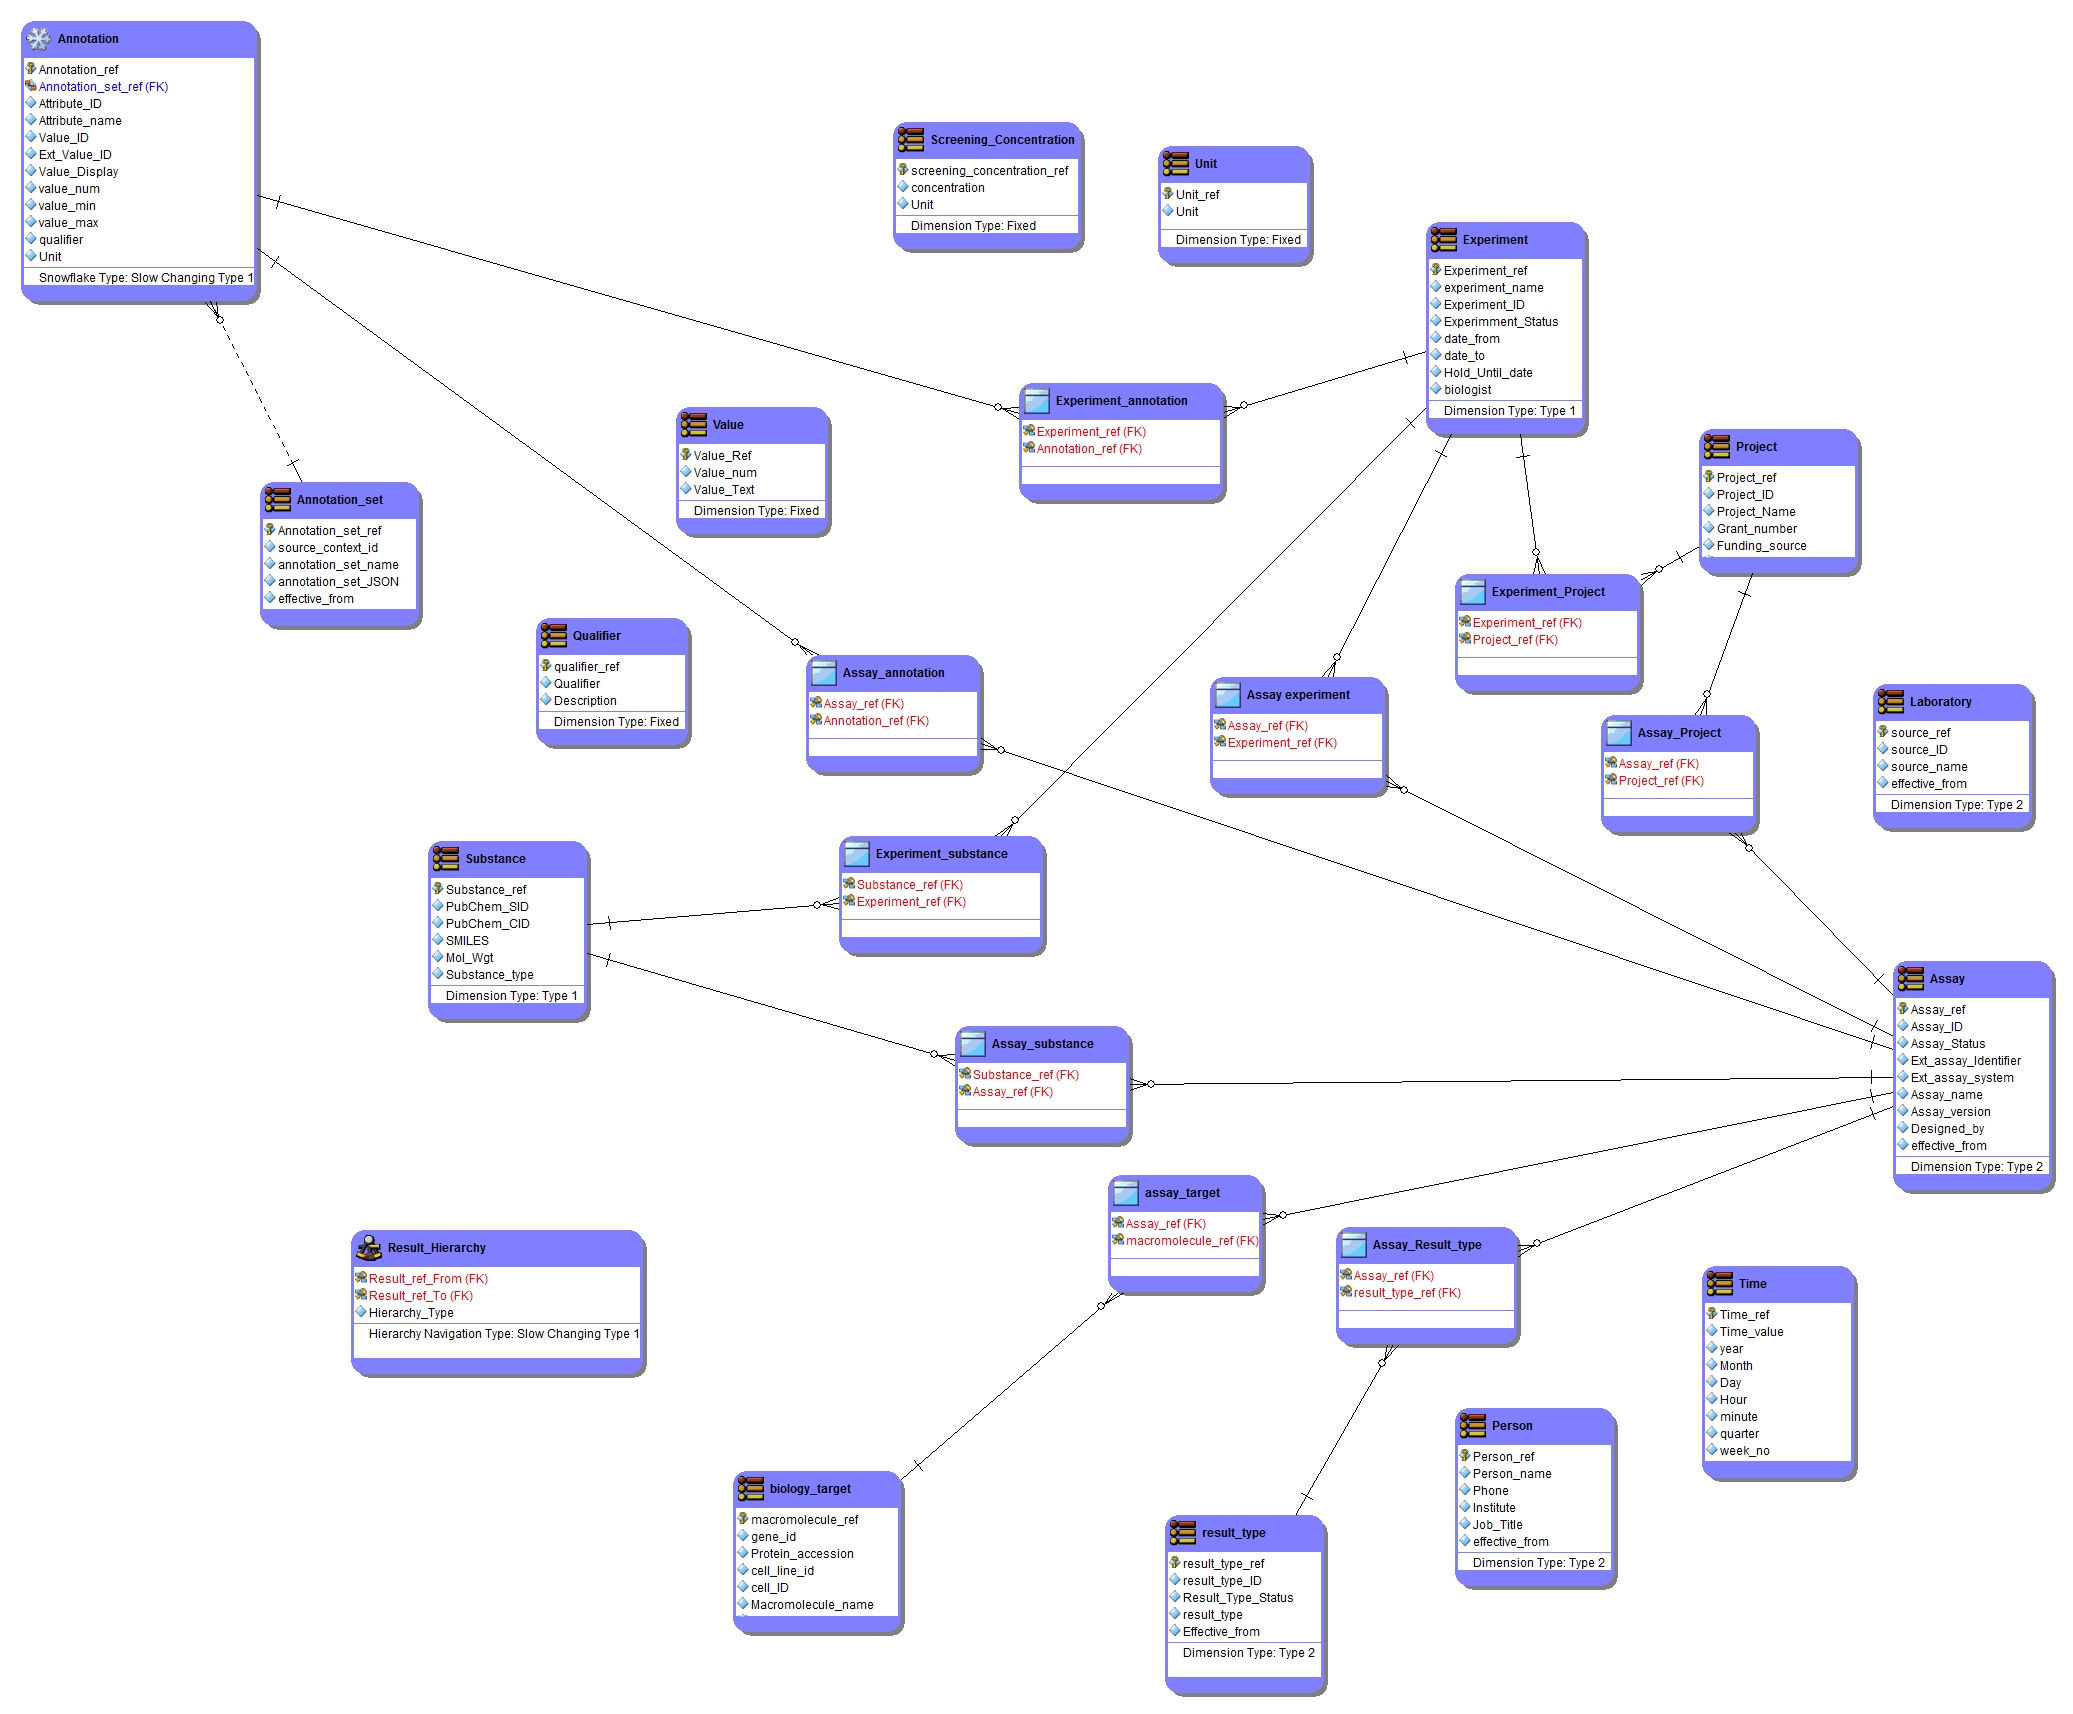 Annotation
Annotation_ref
Annotation_set_ref (FK)
Attribute_ID
Attribute_name
Value_ID
Ext_Value_ID
Value_Display
value_num
value_min
value_max
qualifier
Unit
Snowflake Type: Slow Changing Type 1
Screening_Concentration
screening_concentration_ref
concentration
Unit
Dimension Type: Fixed
Unit
Unit_ref
Unit
Dimension Type: Fixed
Experiment
Experiment_ref
experiment_name
Experiment_ID
Experimment_Status
date_from
date_to
Hold_Until_date
biologist
Dimension Type: Type 1
Experiment_annotation
Experiment_ref (FK)
Annotation_ref (FK)
Value
Value_Ref
Value_num
Value_Text
Dimension Type: Fixed
Project
Project_ref
Project_ID
Project_Name
Grant_number
Funding_source
Annotation_set
Annotation_set_ref
source_context_id
annotation_set_name
annotation_set_JSON
effective_from
Experiment_Project
Experiment_ref (FK)
Project_ref (FK)
Qualifier
qualifier_ref
Qualifier
Description
Dimension Type: Fixed
Assay_annotation
Assay_ref (FK)
Annotation_ref (FK)
Assay experiment
Assay_ref (FK)
Experiment_ref (FK)
Laboratory
source_ref
source_ID
source_name
effective_from
Dimension Type: Type 2
Assay_Project
Assay_ref (FK)
Project_ref (FK)
Substance
Substance_ref
PubChem_SID
PubChem_CID
SMILES
Mol_Wgt
Substance_type
Dimension Type: Type 1
Experiment_substance
Substance_ref (FK)
Experiment_ref (FK)
Assay
Assay_ref
Assay_ID
Assay_Status
Ext_assay_Identifier
Ext_assay_system
Assay_name
Assay_version
Designed_by
effective_from
Dimension Type: Type 2
Assay_substance
Substance_ref (FK)
Assay_ref (FK)
assay_target
Assay_ref (FK)
macromolecule_ref (FK)
Assay_Result_type
Assay_ref (FK)
result_type_ref (FK)
Result_Hierarchy
Result_ref_From (FK)
Result_ref_To (FK)
Hierarchy_Type
Hierarchy Navigation Type: Slow Changing Type 1
Time
Time_ref
Time_value
year
Month
Day
Hour
minute
quarter
week_no
Person
Person_ref
Person_name
Phone
Institute
Job_Title
effective_from
Dimension Type: Type 2
biology_target
macromolecule_ref
gene_id
Protein_accession
cell_line_id
cell_ID
Macromolecule_name
result_type
result_type_ref
result_type_ID
Result_Type_Status
result_type
Effective_from
Dimension Type: Type 2